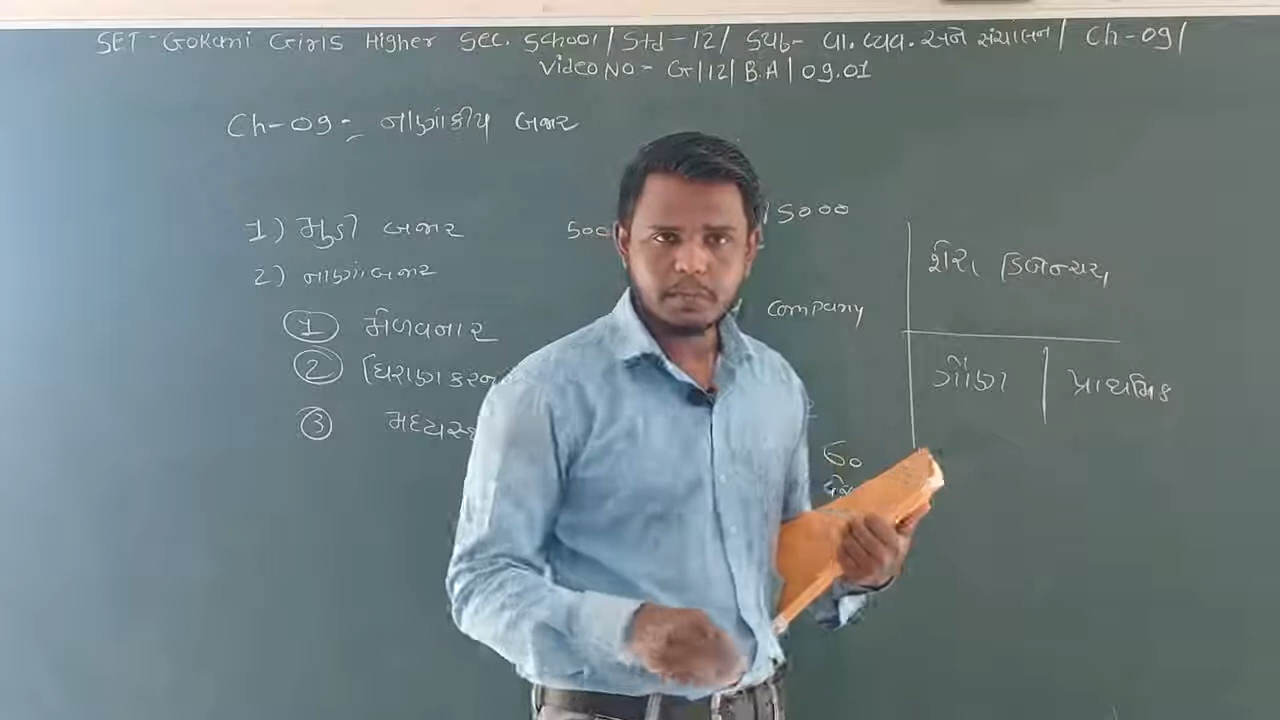 SET - Gokani Girls Higher Sec. School / Std - 12 / Sub - વા. વ્યવ. અને સંચાલન / Ch - 09 /
Video No - G / 12 / B.A / 09.01
Ch - 09 - નાણાકીય બજાર
1) મુડી બજાર
500
15000
2) નાણાંબજાર
1 મેળવનાર
company
2 ધિરાણ કરના
3 મધ્યસ્
60
શેર, ડિબેન્ચર
ગૌણ | પ્રાથમિક